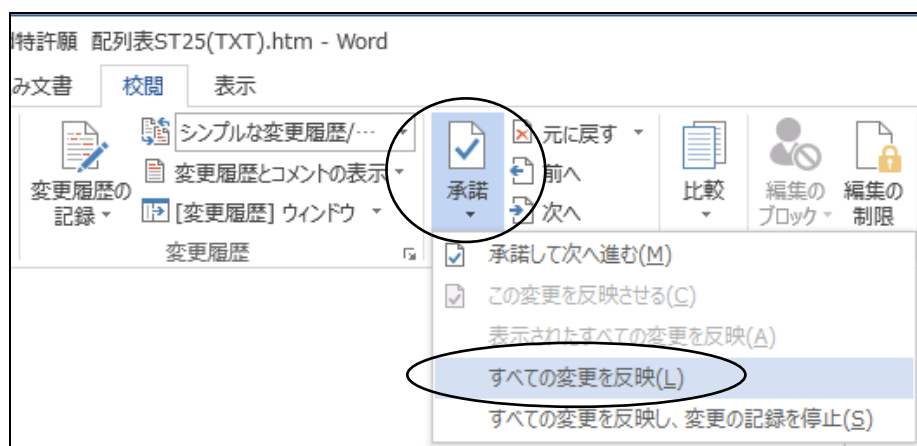 特許願 配列表ST25(TXT).htm - Word
み文書 校閲 表示
シンプルな変更履歴/…
変更履歴とコメントの表示
[変更履歴] ウィンドウ
変更履歴の
記録
変更履歴
承諾
元に戻す
前へ
次へ
比較
編集の
ブロック
編集の
制限
承諾して次へ進む(M)
この変更を反映させる(C)
表示されたすべての変更を反映(A)
すべての変更を反映(L)
すべての変更を反映し、変更の記録を停止(S)